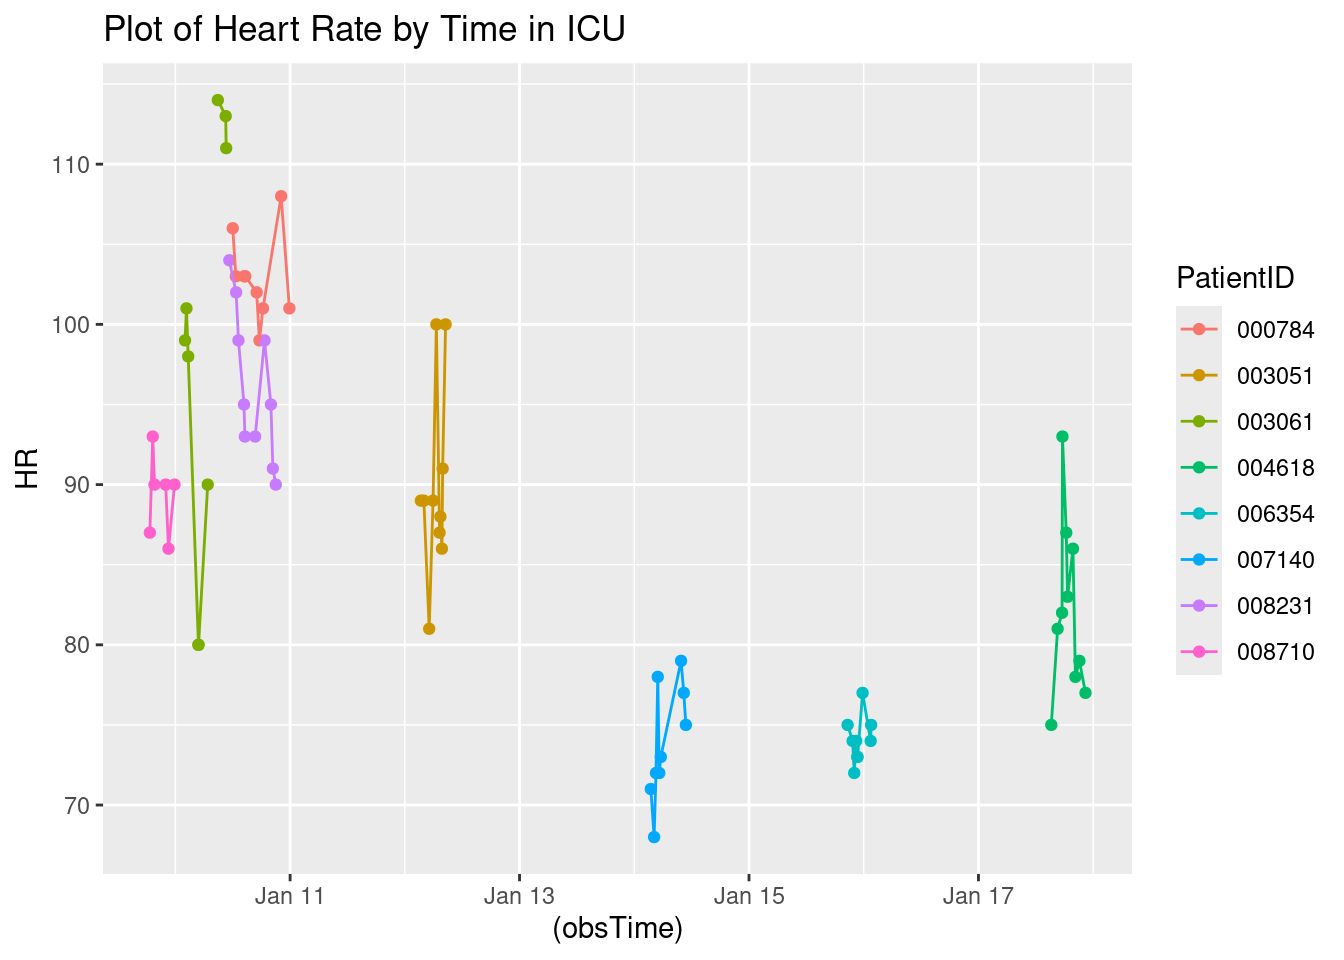 Plot of Heart Rate by Time in ICU
HR
110
100
90
80
70
Jan 11
Jan 13
Jan 15
Jan 17
(obsTime)
PatientID
000784
003051
003061
004618
006354
007140
008231
008710